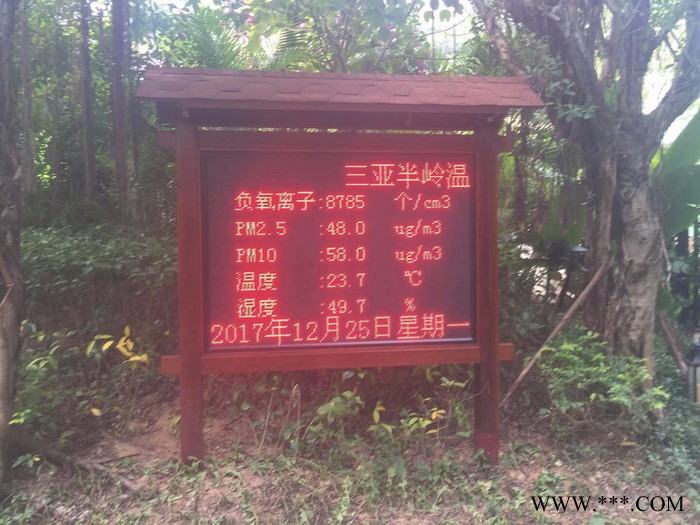 三亚半岭温
负氧离子:8785 个/cm3
PM2.5 :48.0 ug/m3
PM10 :58.0 ug/m3
温度 :23.7 ℃
湿度 :49.7 %
2017年12月25日星期一
WWW.***.COM